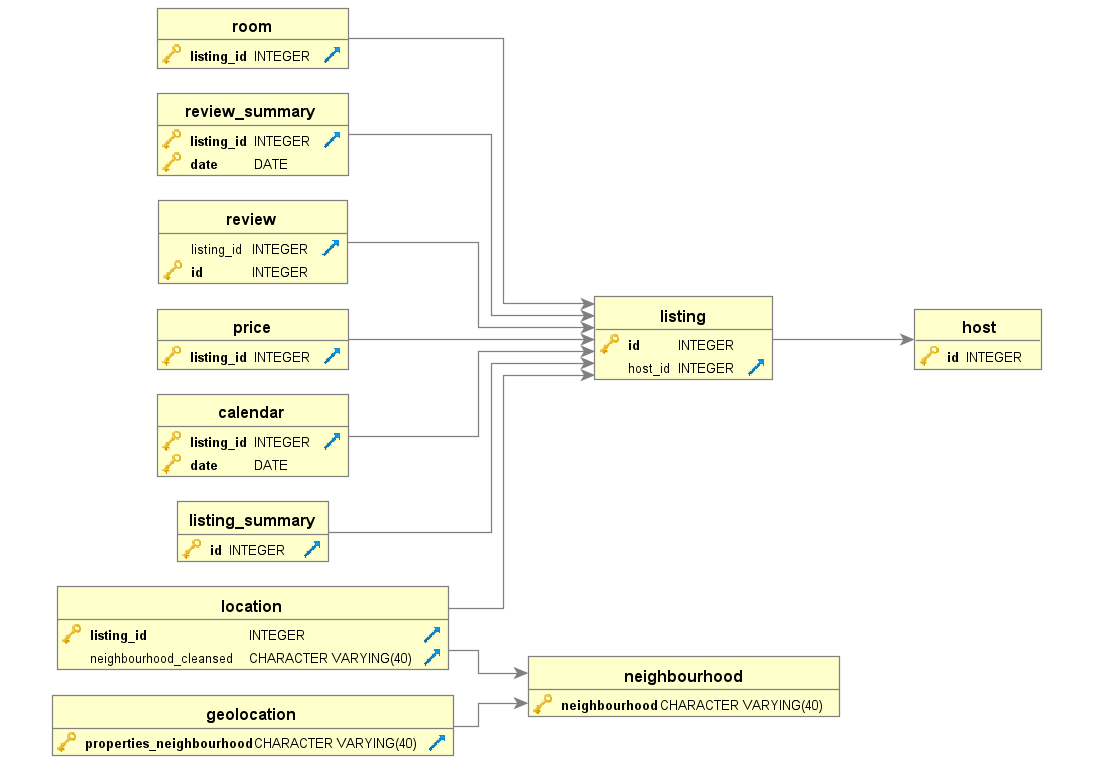 room
listing_id INTEGER
review_summary
listing_id INTEGER
date DATE
review
listing_id INTEGER
id INTEGER
price
listing_id INTEGER
calendar
listing_id INTEGER
date DATE
listing_summary
id INTEGER
location
listing_id INTEGER
neighbourhood_cleansed CHARACTER VARYING(40)
geolocation
properties_neighbourhood CHARACTER VARYING(40)
listing
id INTEGER
host_id INTEGER
host
id INTEGER
neighbourhood
neighbourhood CHARACTER VARYING(40)